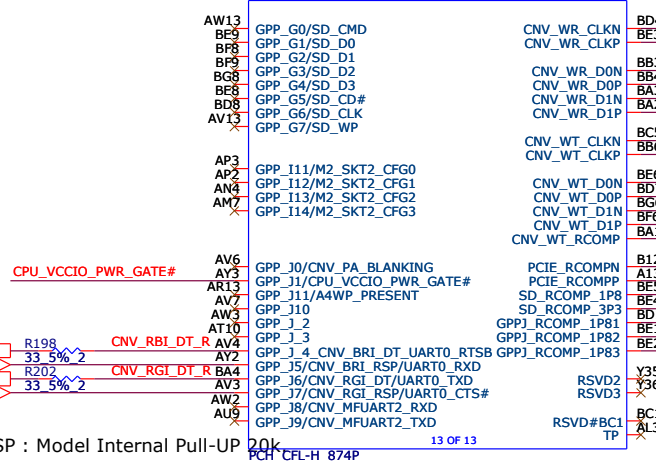 AW13 GPP_G0/SD_CMD CNV_WR_CLKN
BE9 GPP_G1/SD_D0 CNV_WR_CLKP
BF8 GPP_G2/SD_D1
BF9 GPP_G3/SD_D2 CNV_WR_D0N
BG8 GPP_G4/SD_D3 CNV_WR_D0P
BE8 GPP_G5/SD_CD# CNV_WR_D1N
BD8 GPP_G6/SD_CLK CNV_WR_D1P
AV13 GPP_G7/SD_WP
CNV_WT_CLKN
CNV_WT_CLKP
AP3 GPP_I11/M2_SKT2_CFG0
AP2 GPP_I12/M2_SKT2_CFG1 CNV_WT_D0N
AN4 GPP_I13/M2_SKT2_CFG2 CNV_WT_D0P
AM7 GPP_I14/M2_SKT2_CFG3 CNV_WT_D1N
CNV_WT_D1P
CNV_WT_RCOMP
AV6 GPP_J0/CNV_PA_BLANKING PCIE_RCOMPN
CPU_VCCIO_PWR_GATE# AY3 GPP_J1/CPU_VCCIO_PWR_GATE# PCIE_RCOMPP
AR13 GPP_J11/A4WP_PRESENT SD_RCOMP_1P8
AV7 GPP_J10 SD_RCOMP_3P3
AW3 GPP_J_2 GPPJ_RCOMP_1P81
AT10 GPP_J_3 GPPJ_RCOMP_1P82
R198 CNV_RBI_DT_R AV4 GPP_J_4_CNV_BRI_DT_UART0_RTSB GPPJ_RCOMP_1P83
33_5%_2 AY2 GPP_J5/CNV_BRI_RSP/UART0_RXD
R202 CNV_RGI_DT_R BA4 GPP_J6/CNV_RGI_DT/UART0_TXD RSVD2 Y35
33_5%_2 AV3 GPP_J7/CNV_RGI_RSP/UART0_CTS# RSVD3 Y36
AW2 GPP_J8/CNV_MFUART2_RXD
AU9 GPP_J9/CNV_MFUART2_TXD RSVD#BC1
TP
13 OF 13
SP : Model Internal Pull-UP 20k
PCH_CFL-H_874P